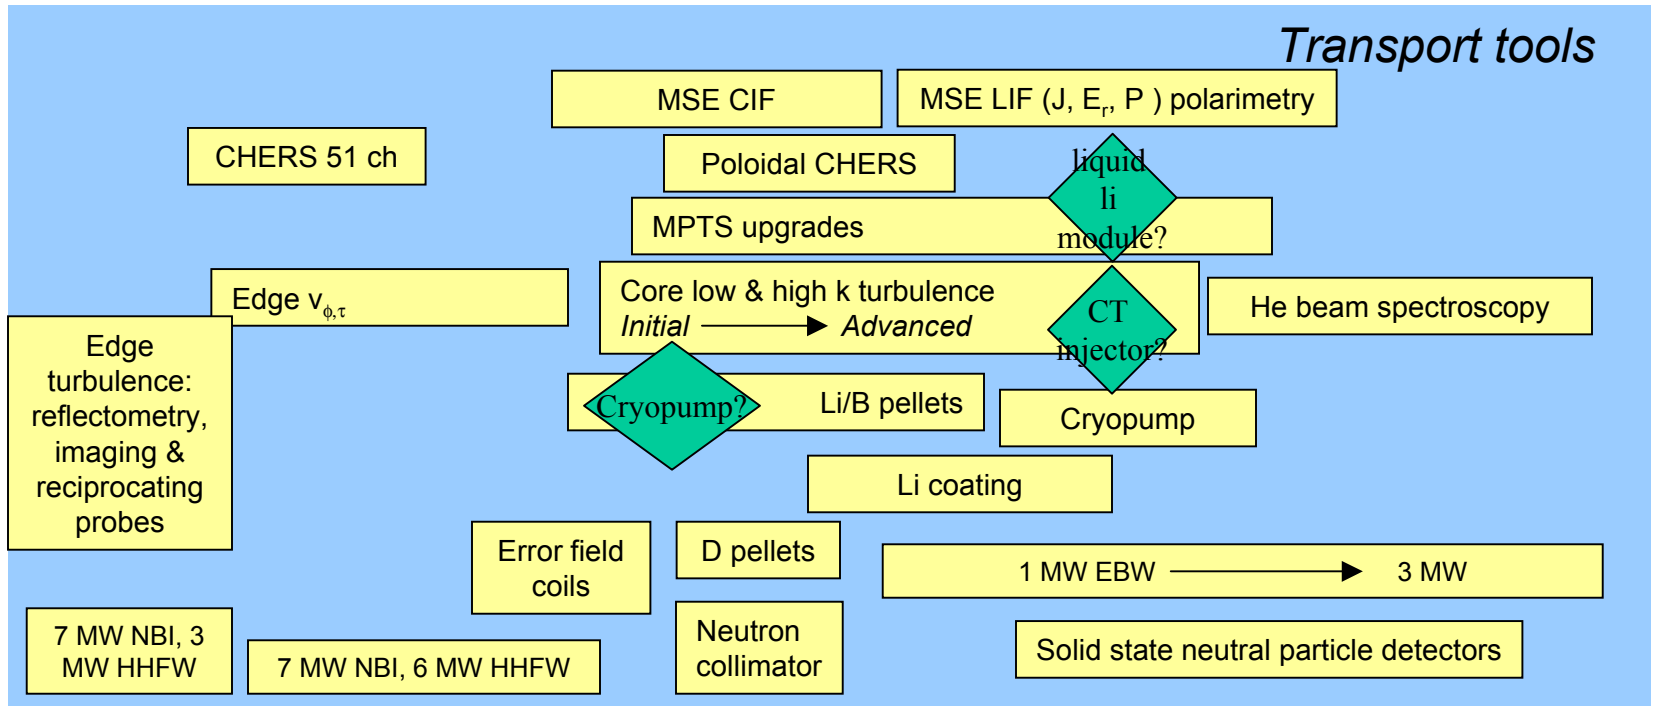 Transport tools
MSE CIF
MSE LIF (J, Er, P ) polarimetry
CHERS 51 ch
Poloidal CHERS
liquid
li
module?
MPTS upgrades
Edge vϕ,τ
Core low & high k turbulence
Initial Advanced
CT
injector?
He beam spectroscopy
Edge
turbulence:
reflectometry,
imaging &
reciprocating
probes
Cryopump?
Li/B pellets
Cryopump
Li coating
Error field
coils
D pellets
1 MW EBW 3 MW
7 MW NBI, 3
MW HHFW
7 MW NBI, 6 MW HHFW
Neutron
collimator
Solid state neutral particle detectors